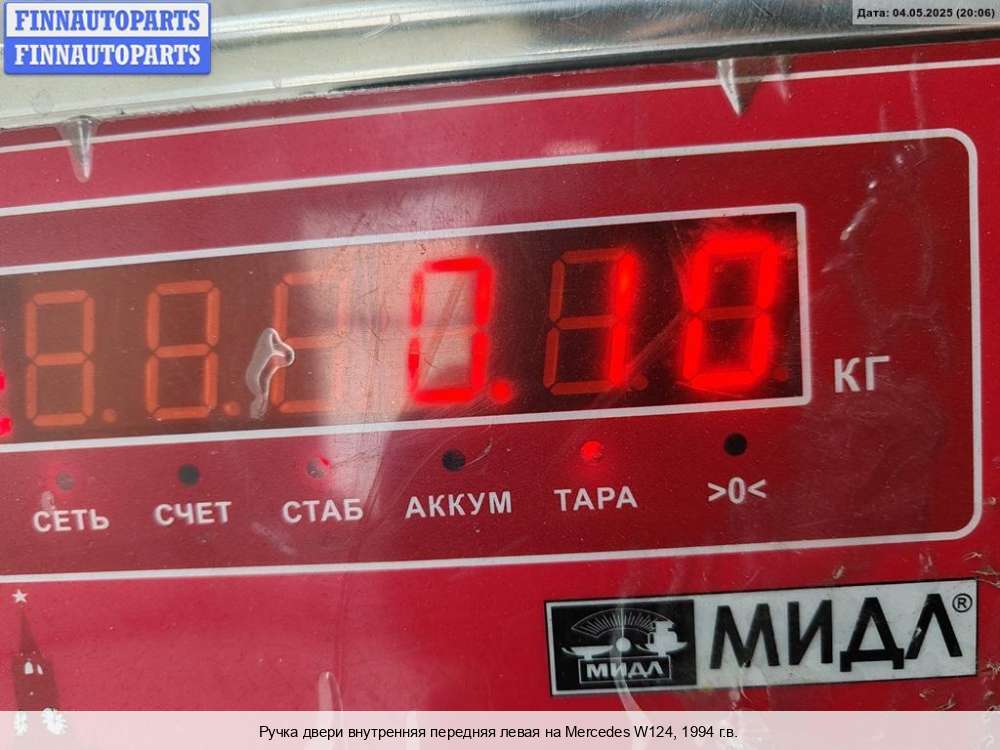 FINNAUTOPARTS
FINNAUTOPARTS
Дата: 04.05.2025 (20:06)
0.10
КГ
СЕТЬ СЧЕТ СТАБ АККУМ ТАРА >0<
МИДЛ МИДЛ®
Ручка двери внутренняя передняя левая на Mercedes W124, 1994 г.в.